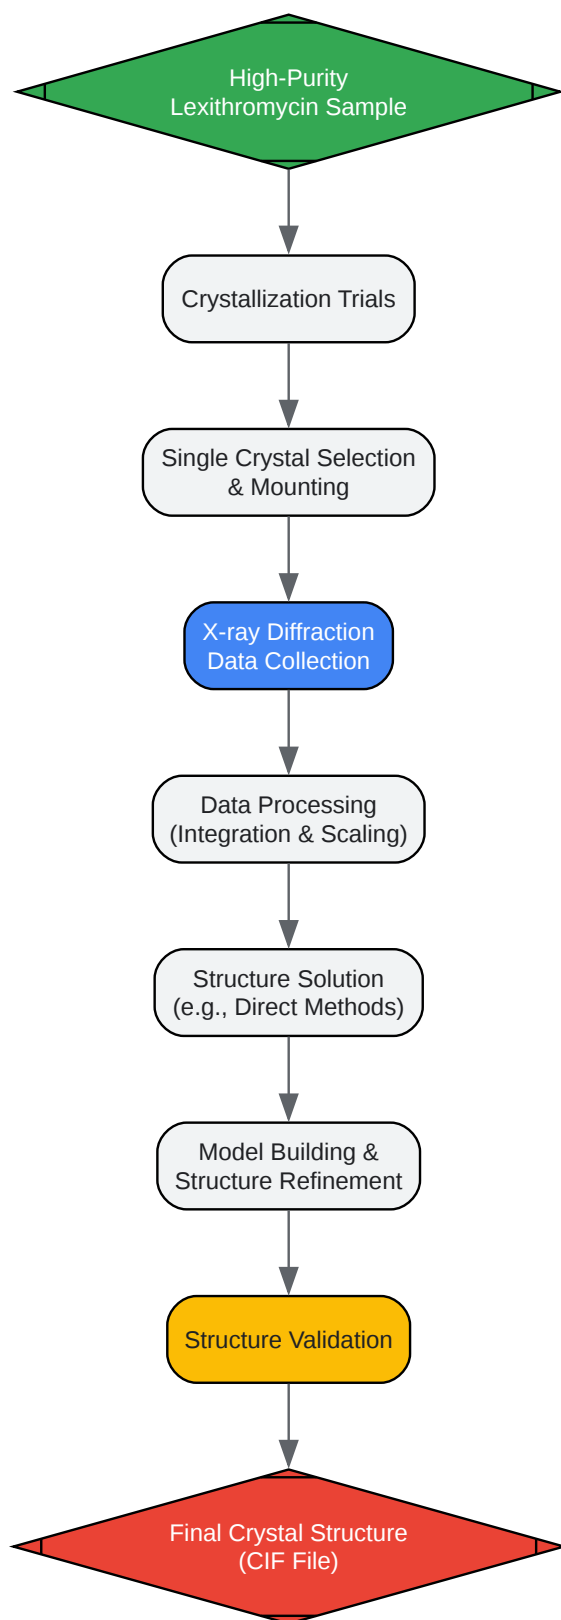 High-Purity
Lexithromycin Sample
Crystallization Trials
Single Crystal Selection
& Mounting
X-ray Diffraction
Data Collection
Data Processing
(Integration & Scaling)
Structure Solution
(e.g., Direct Methods)
Model Building &
Structure Refinement
Structure Validation
Final Crystal Structure
(CIF File)